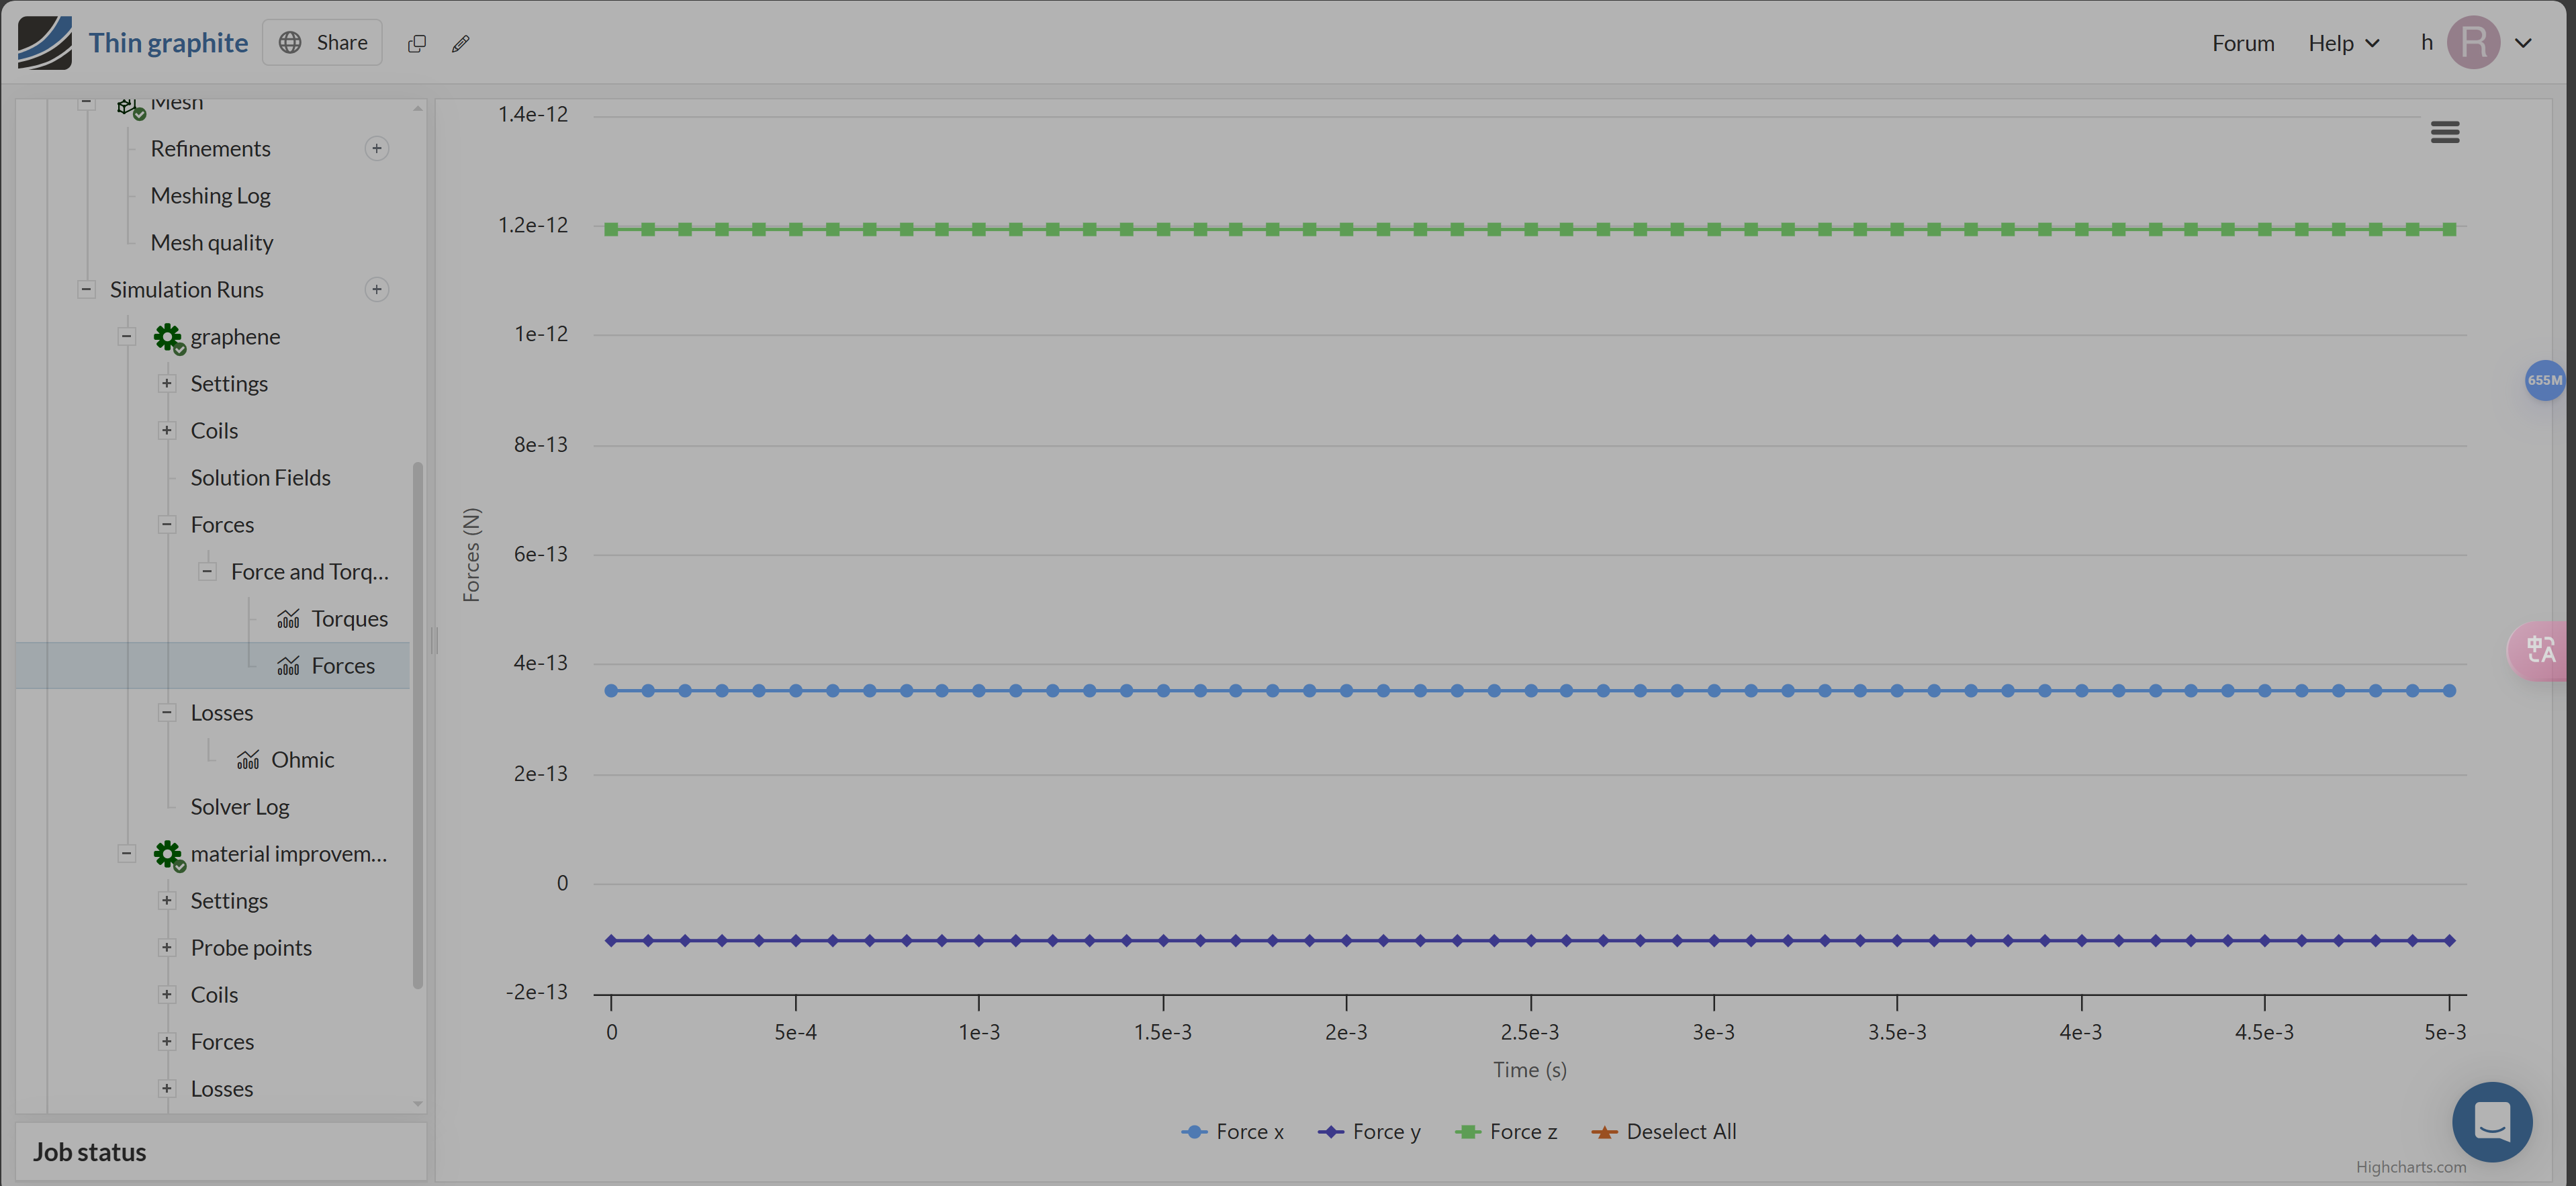 Thin graphite
Share
Forum
Help
h
R
Mesh
Refinements
Meshing Log
Mesh quality
Simulation Runs
graphene
Settings
Coils
Solution Fields
Forces
Force and Torq...
Torques
Forces
Losses
Ohmic
Solver Log
material improvem...
Settings
Probe points
Coils
Forces
Losses
Job status
Forces (N)
1.4e-12
1.2e-12
1e-12
8e-13
6e-13
4e-13
2e-13
0
-2e-13
0 5e-4 1e-3 1.5e-3 2e-3 2.5e-3 3e-3 3.5e-3 4e-3 4.5e-3 5e-3
Time (s)
Force x Force y Force z Deselect All
Highcharts.com
655M
中A